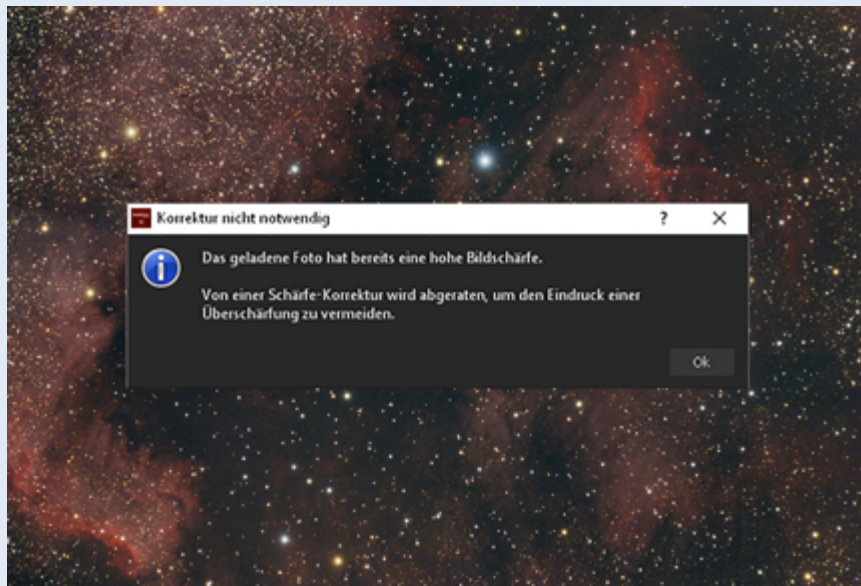 Korrektur nicht notwendig
?
Das geladene Foto hat bereits eine hohe Bildschärfe.
Von einer Schärfe-Korrektur wird abgeraten, um den Eindruck einer
Überschärfung zu vermeiden.
Ok